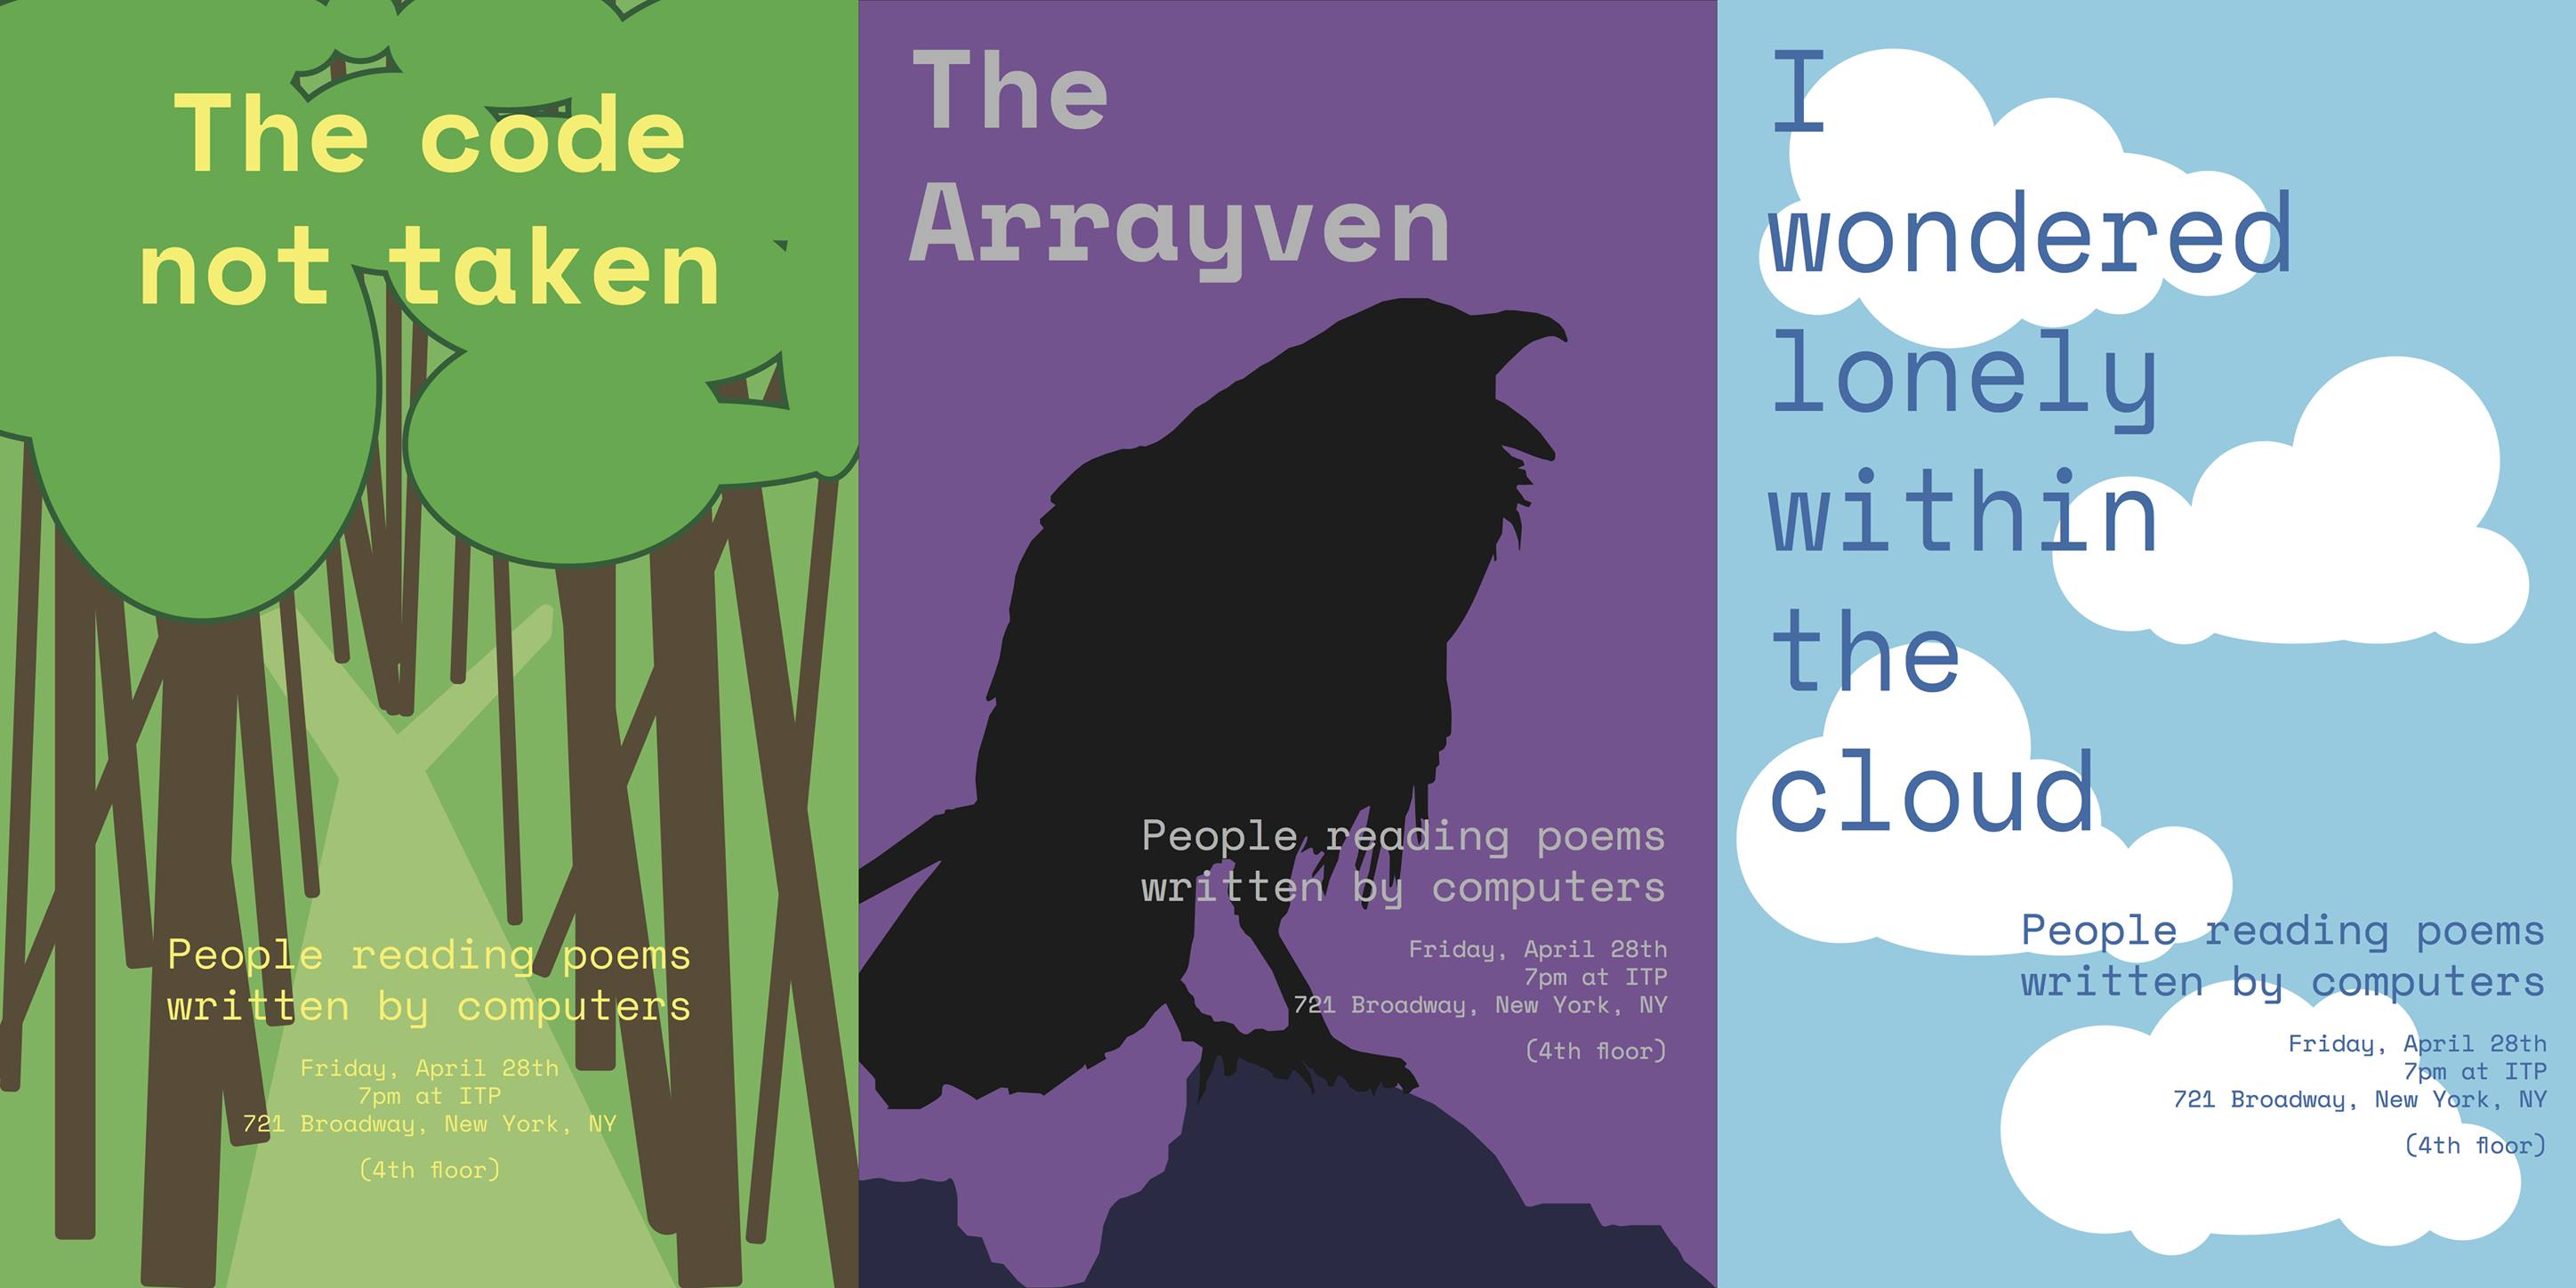 The code
not taken
People reading poems
written by computers
Friday, April 28th
7pm at ITP
721 Broadway, New York, NY
(4th floor)
The
Arrayven
People reading poems
written by computers
Friday, April 28th
7pm at ITP
721 Broadway, New York, NY
(4th floor)
I
wondered
lonely
within
the
cloud
People reading poems
written by computers
Friday, April 28th
7pm at ITP
721 Broadway, New York, NY
(4th floor)